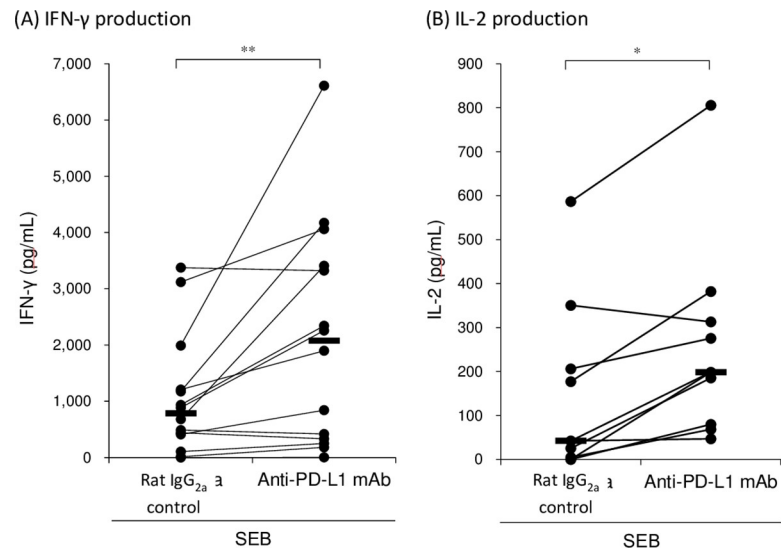 (A) IFN-γ production
(B) IL-2 production
**
7,000
6,000
5,000
4,000
3,000
2,000
1,000
0
IFN-γ (pg/mL)
Rat IgG2a a
control
Anti-PD-L1 mAb
SEB
*
900
800
700
600
500
400
300
200
100
0
IL-2 (pg/mL)
Rat IgG2a a
control
Anti-PD-L1 mAb
SEB